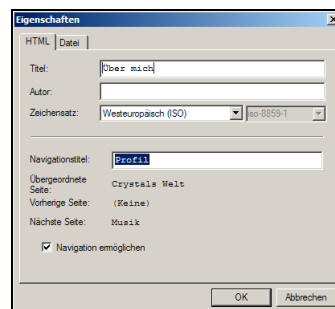 Eigenschaften
HTML Datei
Titel: Über mich
Autor:
Zeichensatz: Westeuropäisch (ISO) iso-8859-1
Navigationstitel: Profil
Übergeordnete Seite: Crystals Welt
Vorherige Seite: (Keine)
Nächste Seite: Musik
Navigation ermöglichen
OK Abbrechen